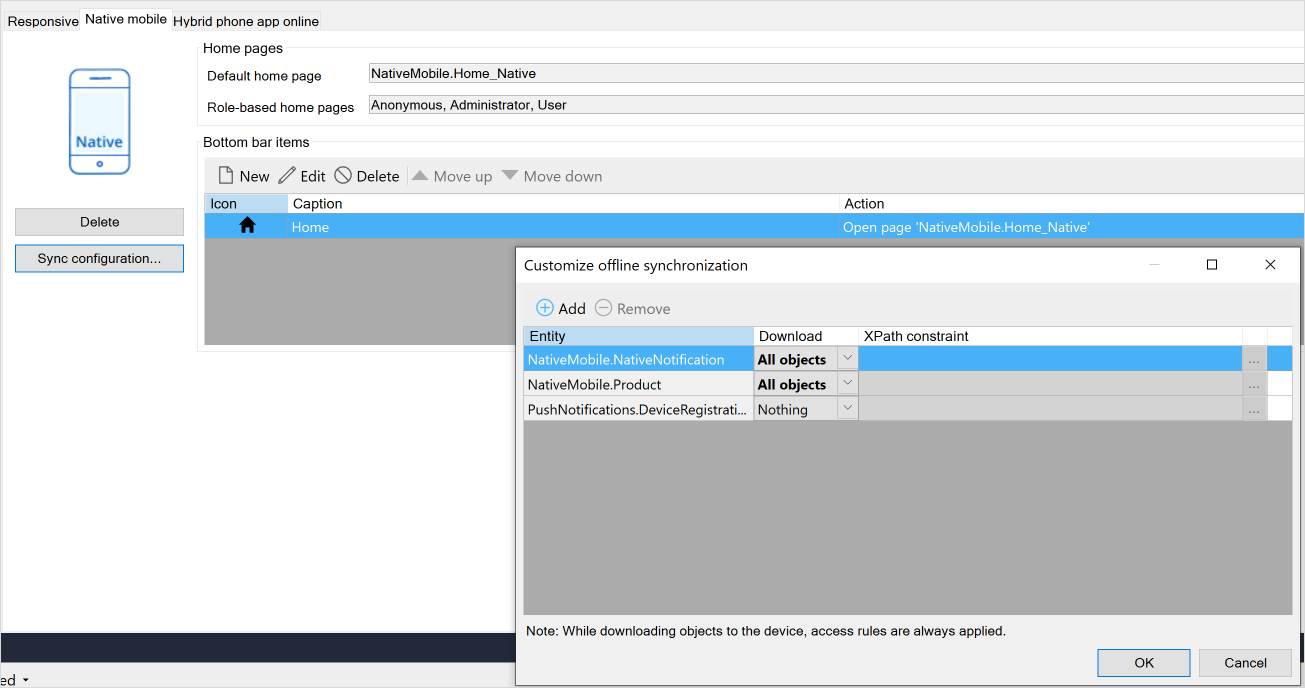 Responsive Native mobile Hybrid phone app online
Home pages
Default home page NativeMobile.Home_Native
Role-based home pages Anonymous, Administrator, User
Native
Delete
Sync configuration...
Bottom bar items
New Edit Delete Move up Move down
Icon Caption Action
Home Open page 'NativeMobile.Home_Native'
Customize offline synchronization
Add Remove
Entity Download XPath constraint
NativeMobile.NativeNotification All objects ...
NativeMobile.Product All objects ...
PushNotifications.DeviceRegistrati... Nothing ...
Note: While downloading objects to the device, access rules are always applied.
OK Cancel
ed